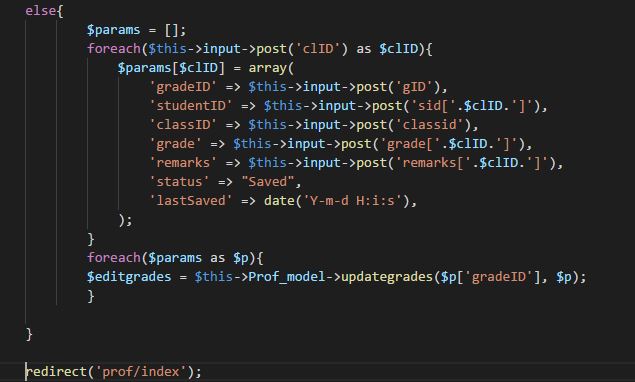 else{
$params = [];
foreach($this->input->post('clID') as $clID){
$params[$clID] = array(
'gradeID' => $this->input->post('gID'),
'studentID' => $this->input->post('sid['.$clID.']'),
'classID' => $this->input->post('classid'),
'grade' => $this->input->post('grade['.$clID.']'),
'remarks' => $this->input->post('remarks['.$clID.']'),
'status' => "Saved",
'lastSaved' => date('Y-m-d H:i:s'),
);
}
foreach($params as $p){
$editgrades = $this->Prof_model->updategrades($p['gradeID'], $p);
}
}
redirect('prof/index');